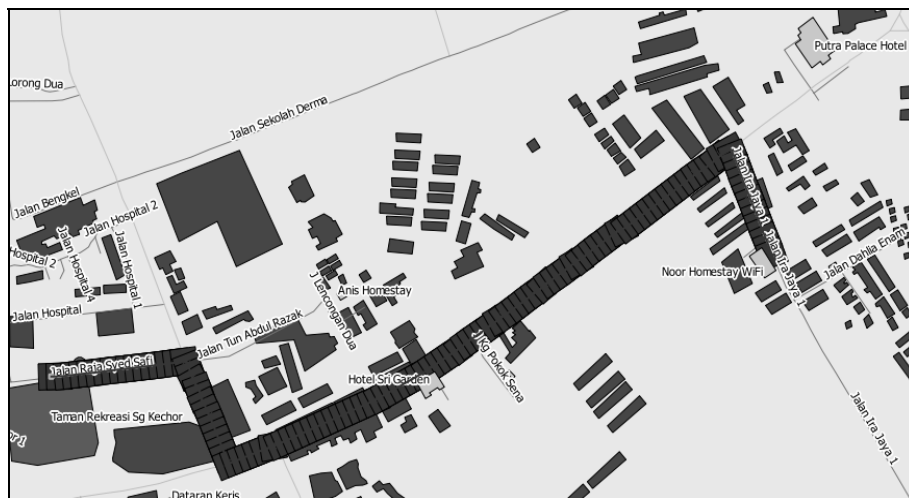 Putra Palace Hotel
Lorong Dua
Jalan Sekolah Derma
Jalan Ira Jaya 1
Jalan Bengkel
Jalan Hospital 2
Hospital 2
Jalan Hospital 4
Jalan Hospital 1
Jalan Ira Jaya 1
Jalan Dahlia Enam
Noor Homestay WiFi
Anis Homestay
J Lencongan Dua
Jalan Hospital
Jalan Tun Abdul Razak
J Kg Pokok Sena
Jalan Raja Syed Safi
Hotel Sri Garden
Taman Rekreasi Sg Kechor
Jalan Ira Jaya 1
or 1
Dataran Keris